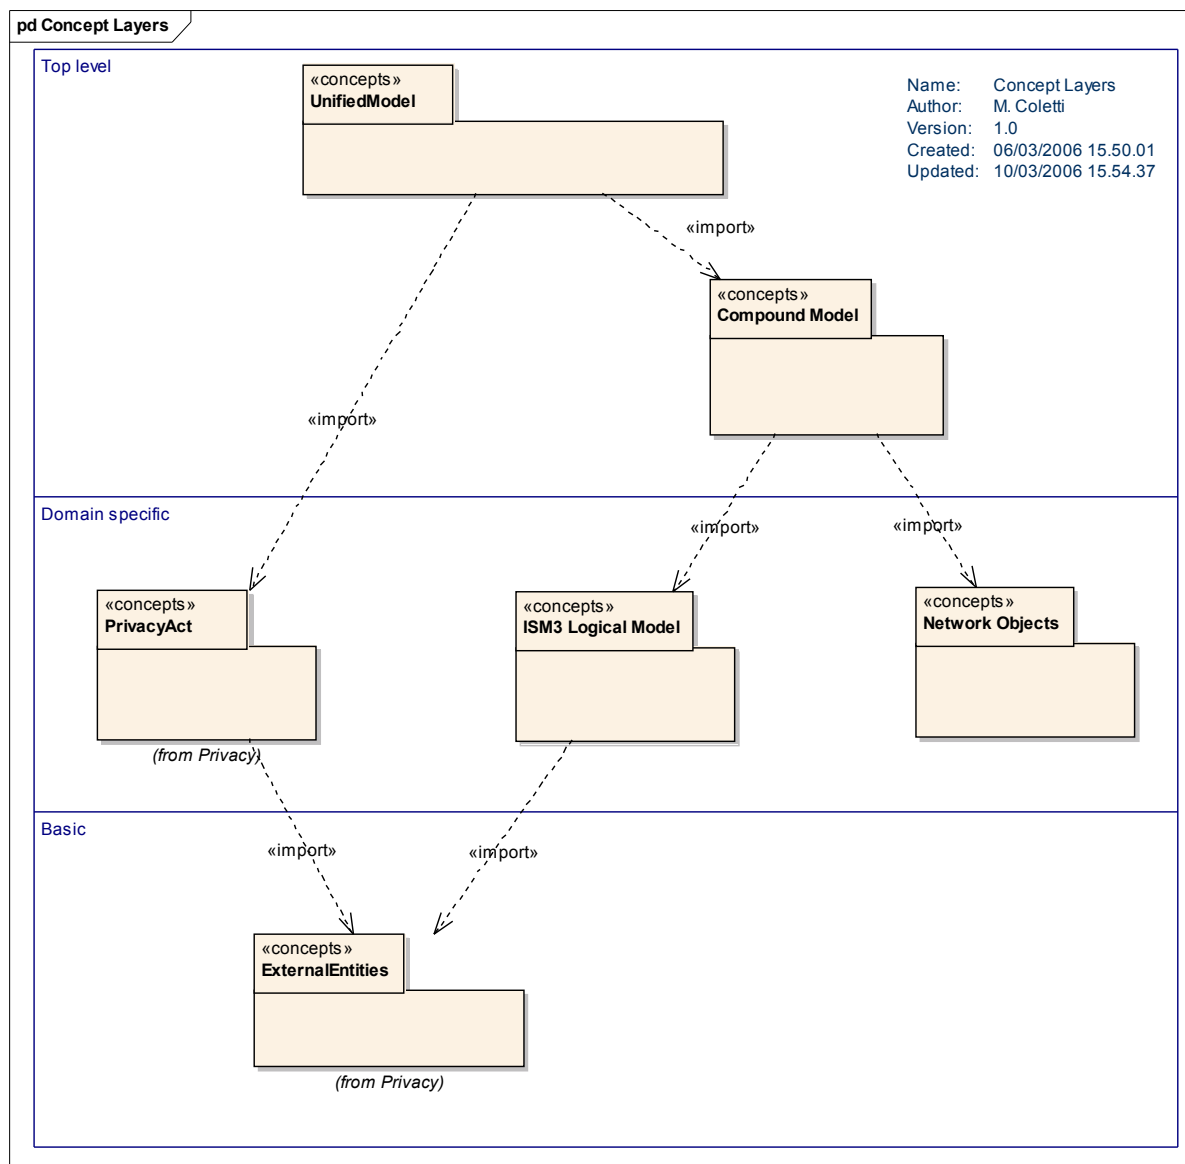 pd Concept Layers
Top level
«concepts»
UnifiedModel
Name: Concept Layers
Author: M. Coletti
Version: 1.0
Created: 06/03/2006 15.50.01
Updated: 10/03/2006 15.54.37
«import»
«concepts»
Compound Model
«import»
Domain specific
«import»
«import»
«concepts»
PrivacyAct
(from Privacy)
«concepts»
ISM3 Logical Model
«concepts»
Network Objects
Basic
«import»
«import»
«concepts»
ExternalEntities
(from Privacy)